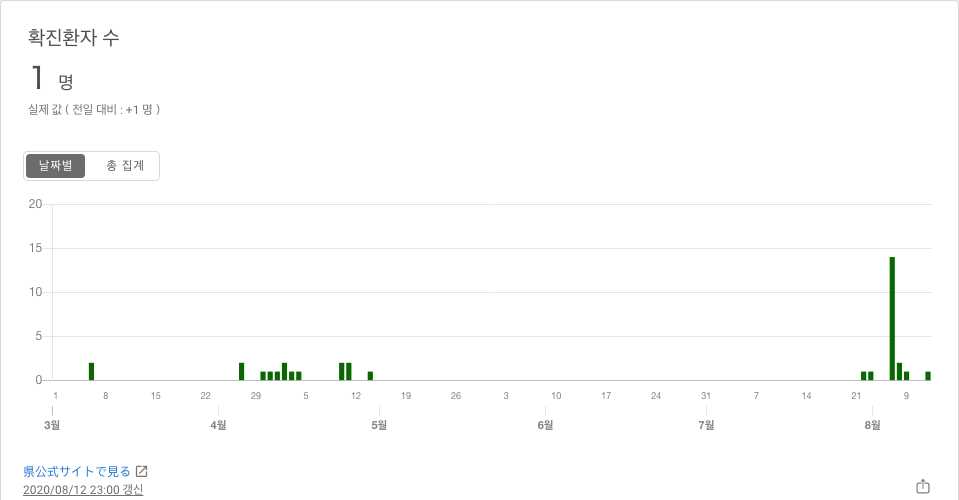 확진환자 수
1 명
실제 값 ( 전일 대비 : +1 명 )
날짜별 총 집계
20
15
10
5
0
1 8 15 22 29 5 12 19 26 3 10 17 24 31 7 14 21 9
3월 4월 5월 6월 7월 8월
県公式サイトで見る
2020/08/12 23:00 갱신